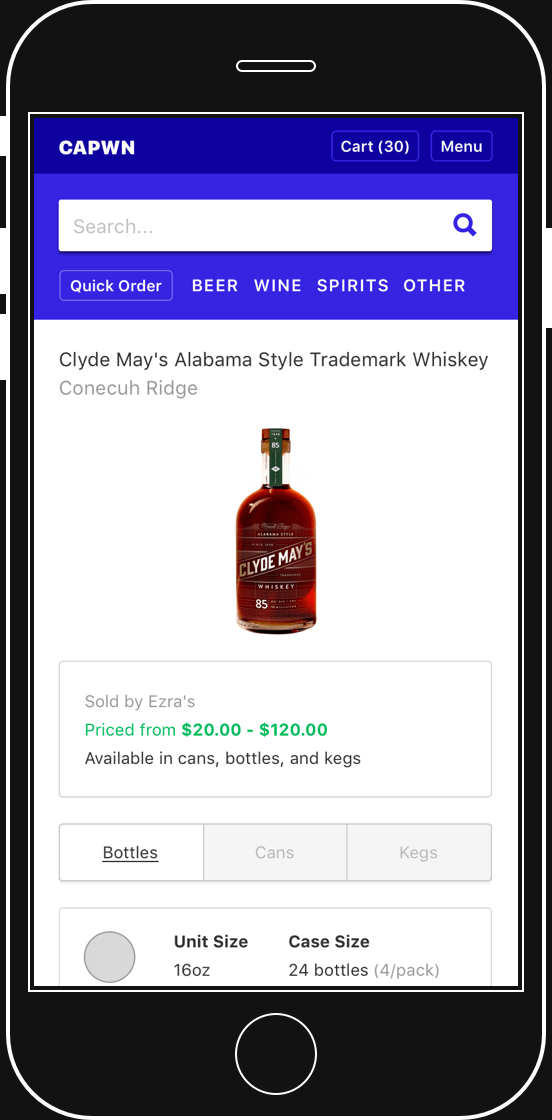 CAPWN
Cart (30)
Menu
Search...
Quick Order
BEER
WINE
SPIRITS
OTHER
Clyde May's Alabama Style Trademark Whiskey
Conecuh Ridge
85
ALABAMA STYLE
CLYDE MAY'S
TRADEMARK
WHISKEY
85
Sold by Ezra's
Priced from $20.00 - $120.00
Available in cans, bottles, and kegs
Bottles
Cans
Kegs
Unit Size
Case Size
16oz
24 bottles (4/pack)